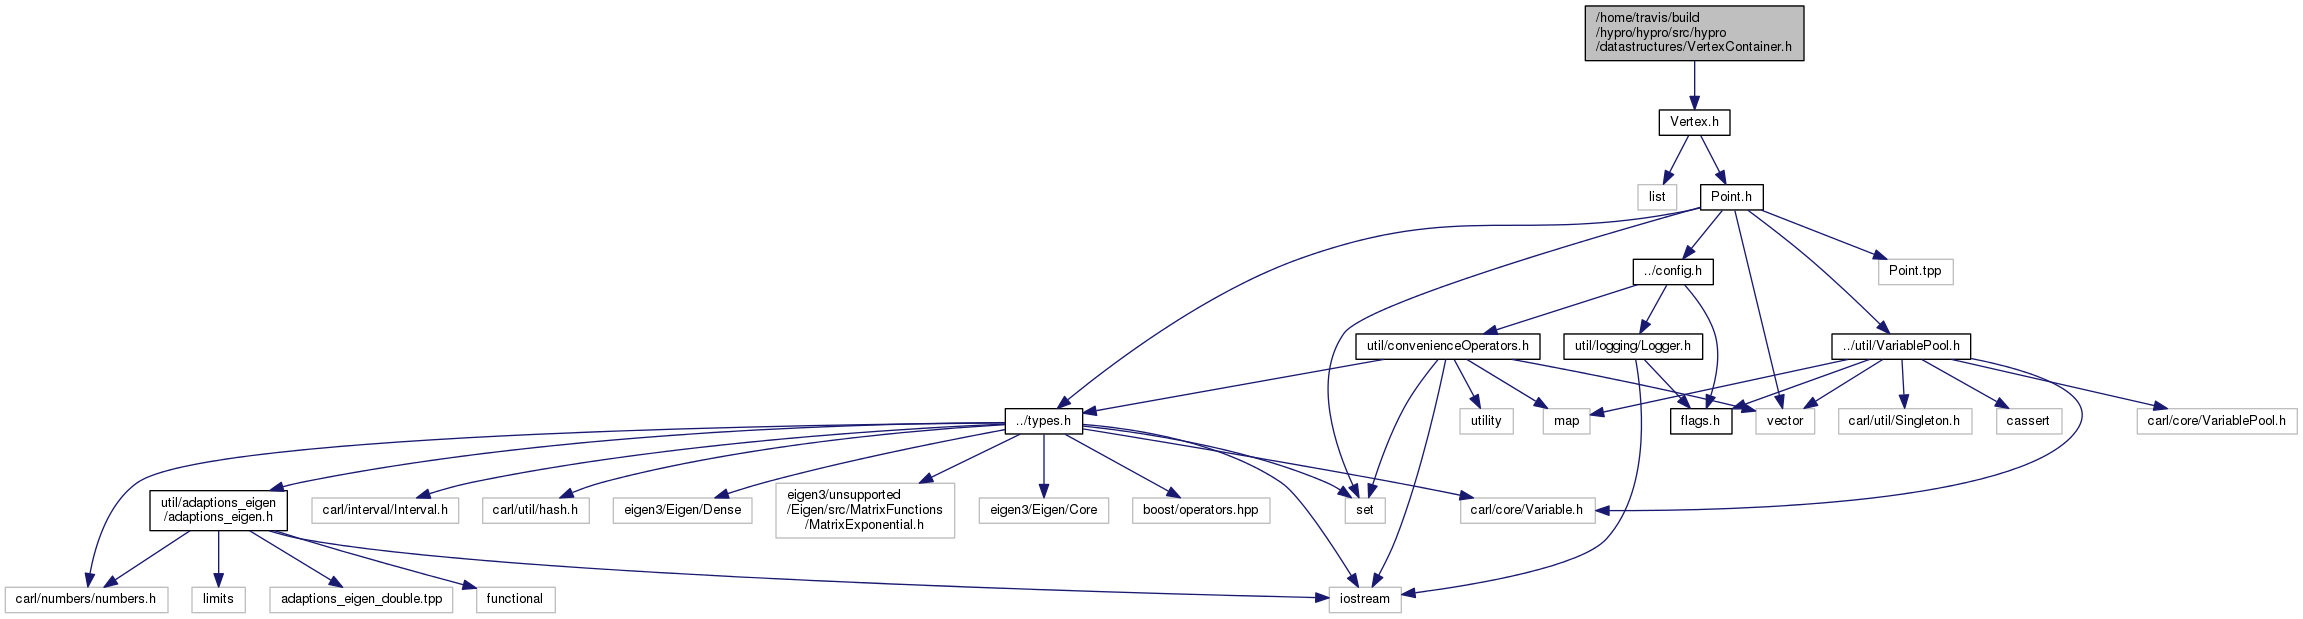 /home/travis/build
/hypro/hypro/src/hypro
/datastructures/VertexContainer.h
Vertex.h
list
Point.h
../config.h
Point.tpp
util/convenienceOperators.h
util/logging/Logger.h
../util/VariablePool.h
../types.h
utility
map
flags.h
vector
carl/util/Singleton.h
cassert
carl/core/VariablePool.h
util/adaptions_eigen
/adaptions_eigen.h
carl/interval/Interval.h
carl/util/hash.h
eigen3/Eigen/Dense
eigen3/unsupported
/Eigen/src/MatrixFunctions
/MatrixExponential.h
eigen3/Eigen/Core
boost/operators.hpp
set
carl/core/Variable.h
carl/numbers/numbers.h
limits
adaptions_eigen_double.tpp
functional
iostream